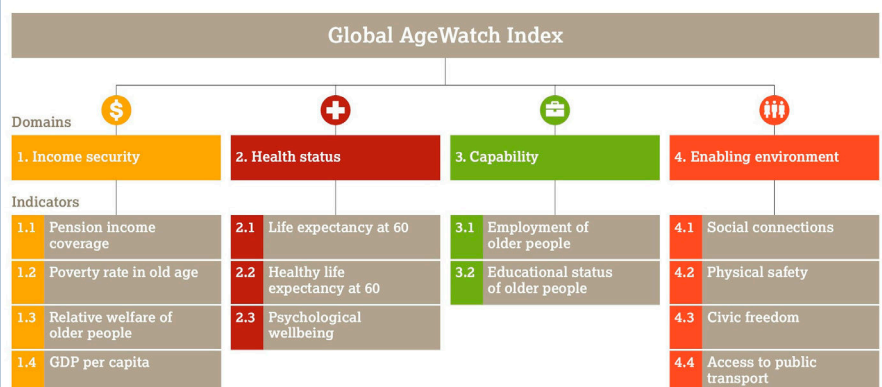 Global AgeWatch Index
$
Domains
1. Income security
2. Health status
3. Capability
4. Enabling environment
Indicators
1.1 Pension income
coverage
1.2 Poverty rate in old age
1.3 Relative welfare of
older people
1.4 GDP per capita
2.1 Life expectancy at 60
2.2 Healthy life
expectancy at 60
2.3 Psychological
wellbeing
3.1 Employment of
older people
3.2 Educational status
of older people
4.1 Social connections
4.2 Physical safety
4.3 Civic freedom
4.4 Access to public
transport